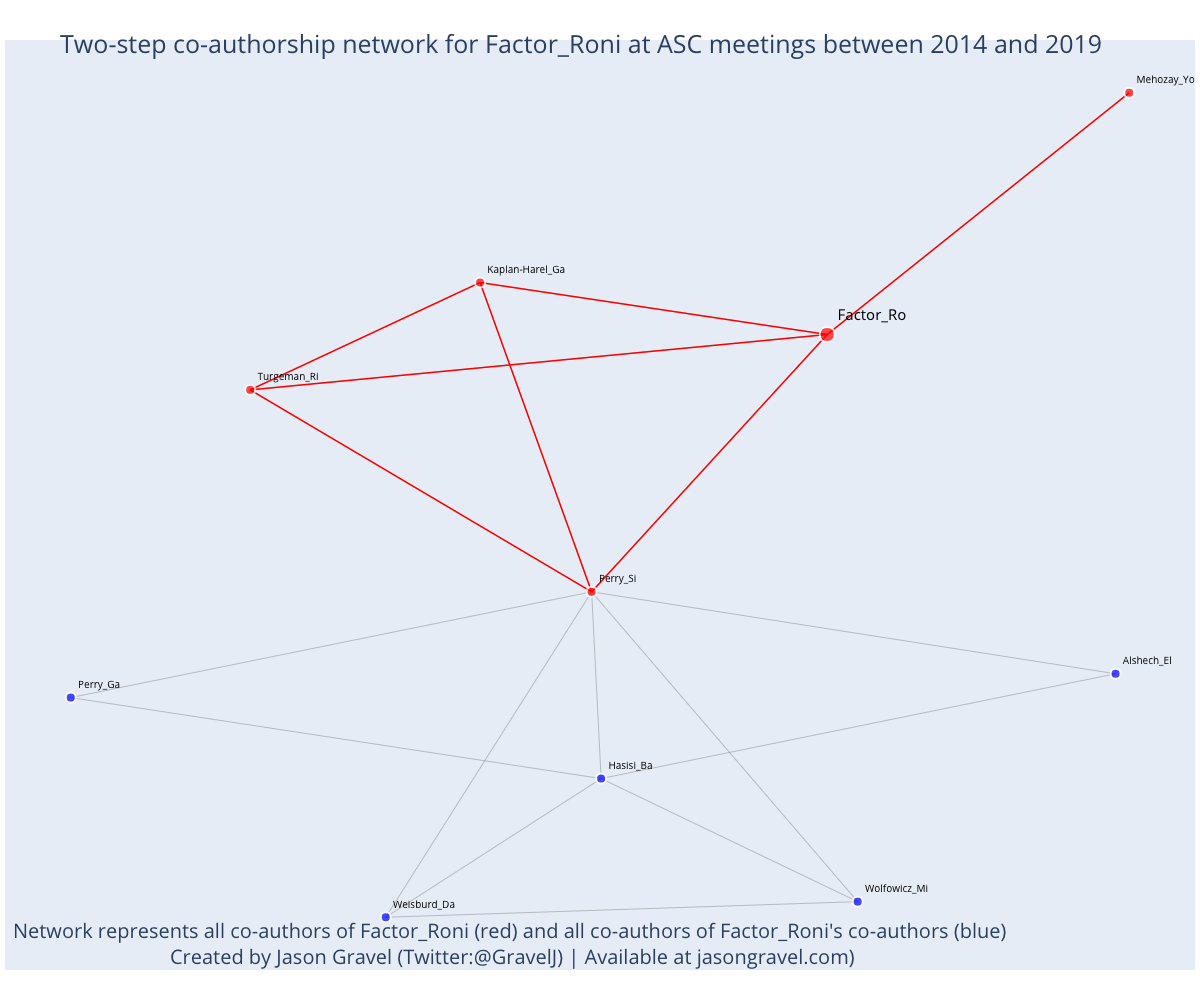 Two-step co-authorship network for Factor_Roni at ASC meetings between 2014 and 2019
Mehozay_Yo
Kaplan-Harel_Ga
Factor_Ro
Turgeman_Ri
Perry_Si
Alshech_El
Perry_Ga
Hasisi_Ba
Wolfowicz_Mi
Weisburd_Da
Network represents all co-authors of Factor_Roni (red) and all co-authors of Factor_Roni's co-authors (blue)
Created by Jason Gravel (Twitter:@GravelJ) | Available at jasongravel.com)